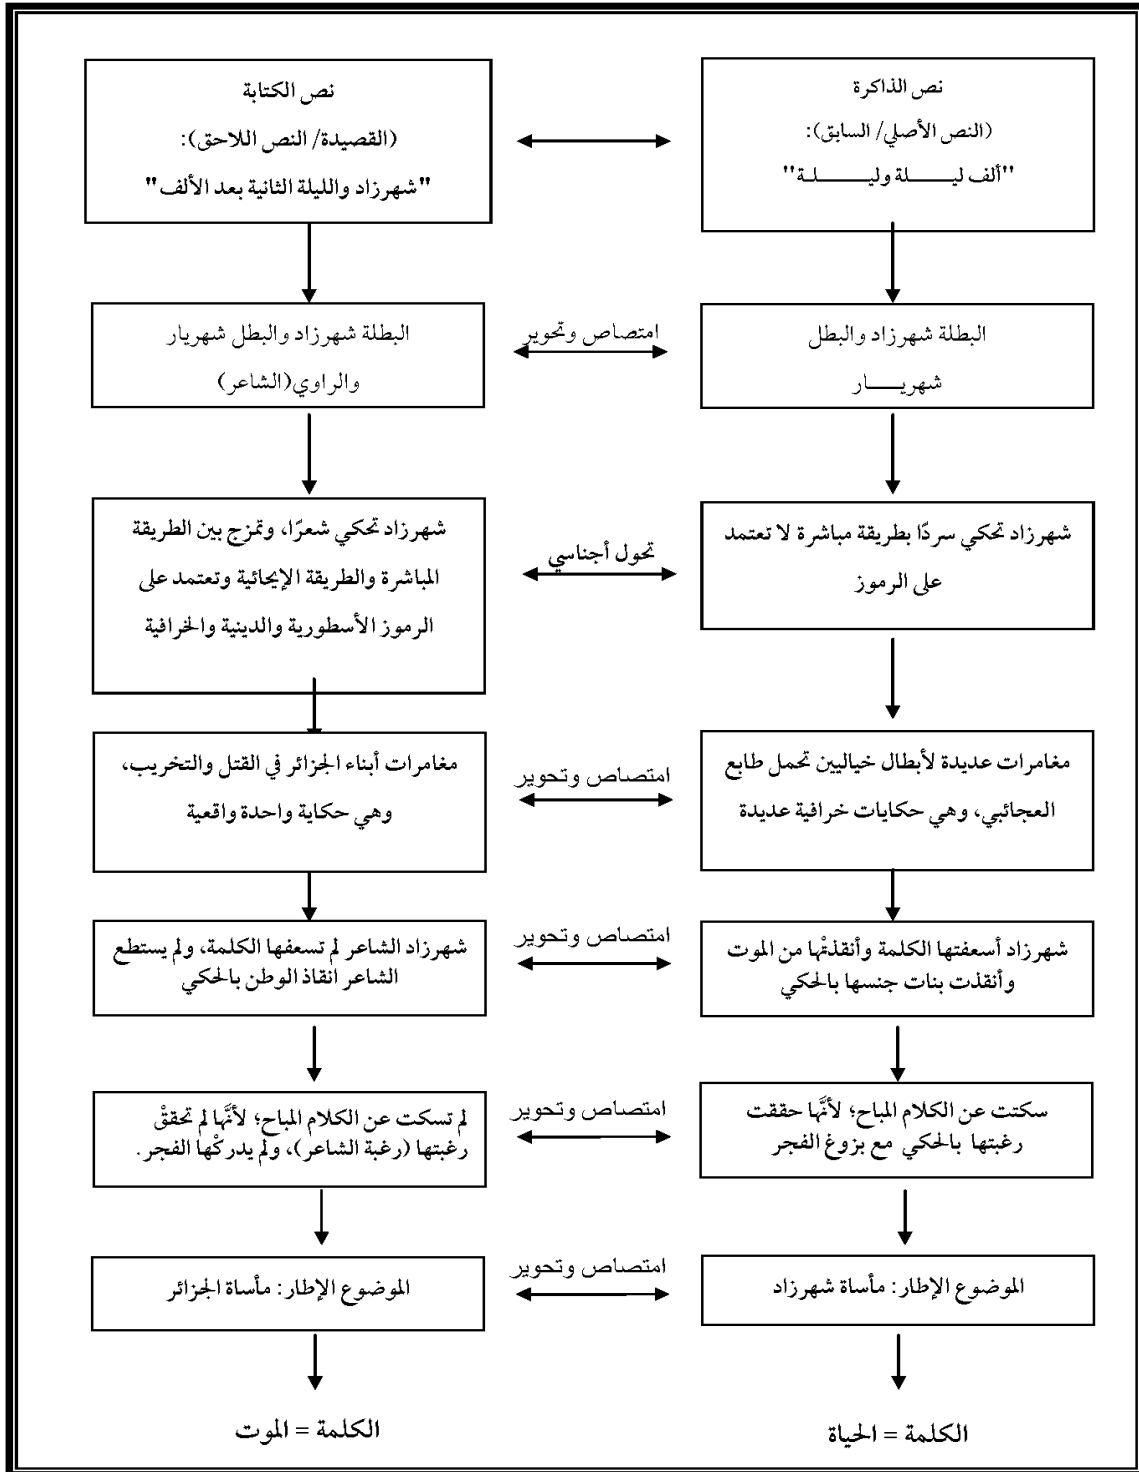 نص الذاكرة
(النص الأصلي/ السابق):
"ألف ليـــــلة وليـــــلـة"
نص الكتابة
(القصيدة/ النص اللاحق):
"شهرزاد والليلة الثانية بعد الألف"
البطلة شهرزاد والبطل
شهريـــــار
امتصاص وتحوير
البطلة شهرزاد والبطل شهريار
والراوي(الشاعر)
شهرزاد تحكي سردًا بطريقة مباشرة لا تعتمد
على الرموز
تحول أجناسي
شهرزاد تحكي شعرًا، وتمزج بين الطريقة
المباشرة والطريقة الإيحائية وتعتمد على
الرموز الأسطورية والدينية والخرافية
مغامرات عديدة لأبطال خياليين تحمل طابع
العجائبي، وهي حكايات خرافية عديدة
امتصاص وتحوير
مغامرات أبناء الجزائر في القتل والتخريب،
وهي حكاية واحدة واقعية
شهرزاد أسعفتها الكلمة وأنقذتْها من الموت
وأنقذت بنات جنسها بالحكي
امتصاص وتحوير
شهرزاد الشاعر لم تسعفها الكلمة، ولم يستطع
الشاعر انقاذ الوطن بالحكي
سكتت عن الكلام المباح؛ لأنَّها حققت
رغبتها بالحكي مع بزوغ الفجر
امتصاص وتحوير
لم تسكت عن الكلام المباح؛ لأنَّها لم تحققْ
رغبتها (رغبة الشاعر)، ولم يدركْها الفجر.
الموضوع الإطار: مأساة شهرزاد
امتصاص وتحوير
الموضوع الإطار: مأساة الجزائر
الكلمة = الحياة
الكلمة = الموت